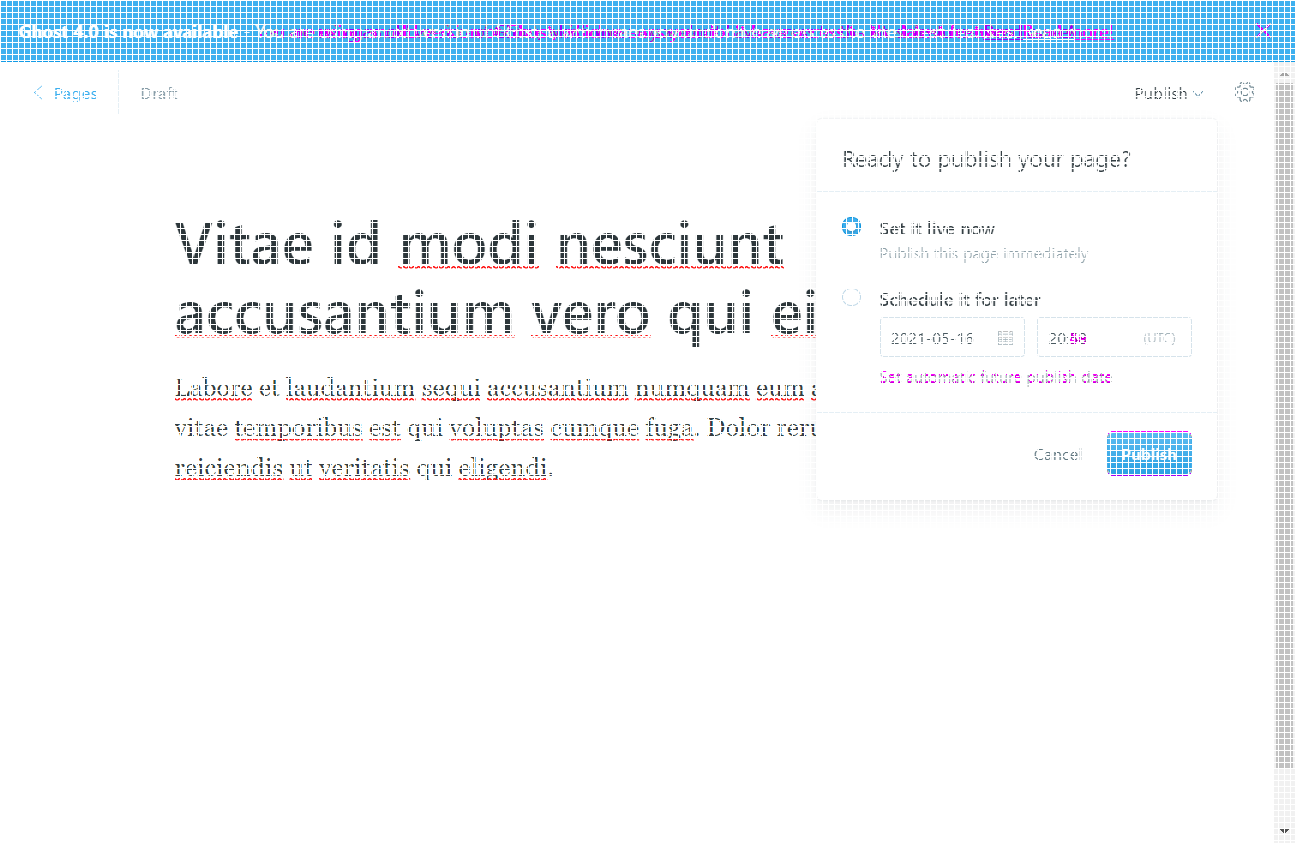 Ghost 4.0 is now available - You are
Pages
Draft
Publish
Ready to publish your page?
Vitae id modi nesciunt
accusantium vero qui ei
Labore et laudantium sequi accusantium numquam eum a
vitae temporibus est qui voluptas cumque fuga. Dolor reru
reiciendis ut veritatis qui eligendi.
Set it live now
Publish this page immediately
Schedule it for later
2021-05-16
(UTC)
Set automatic future publish date
Cancel
Publish